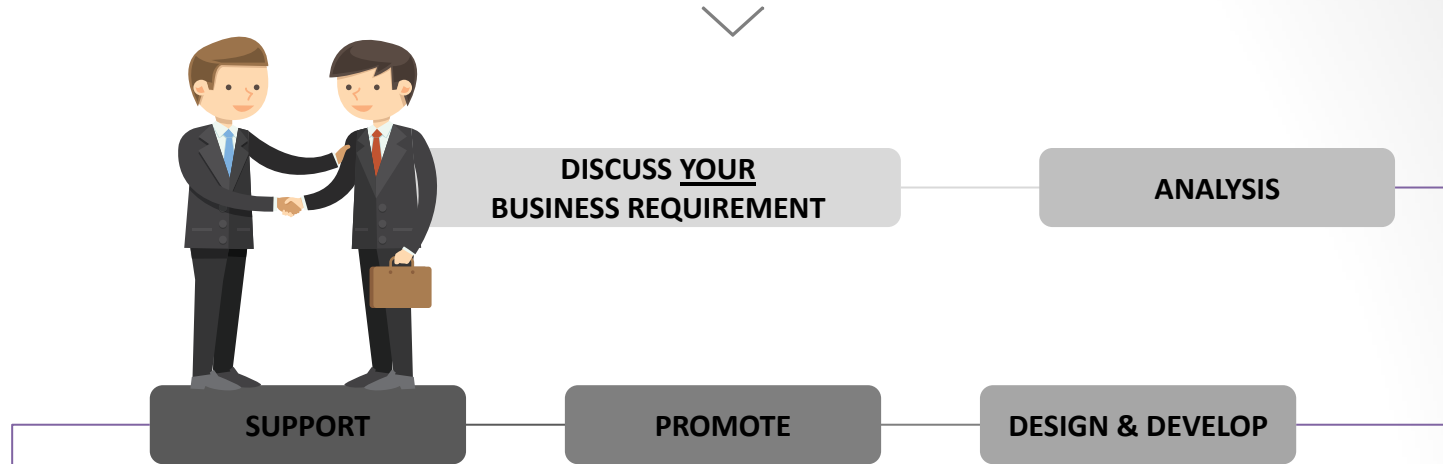 DISCUSS YOUR
BUSINESS REQUIREMENT
ANALYSIS
SUPPORT
PROMOTE
DESIGN & DEVELOP